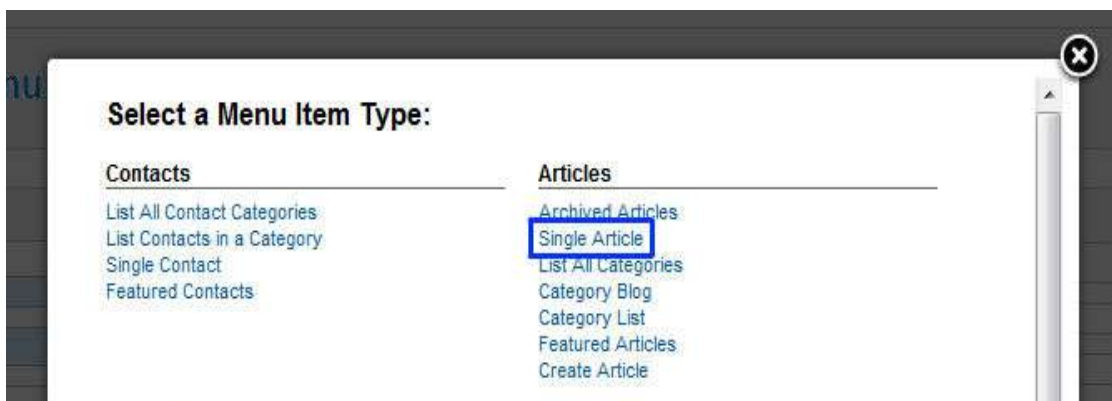 nu
Select a Menu Item Type:
Contacts
List All Contact Categories
List Contacts in a Category
Single Contact
Featured Contacts
Articles
Archived Articles
Single Article
List All Categories
Category Blog
Category List
Featured Articles
Create Article